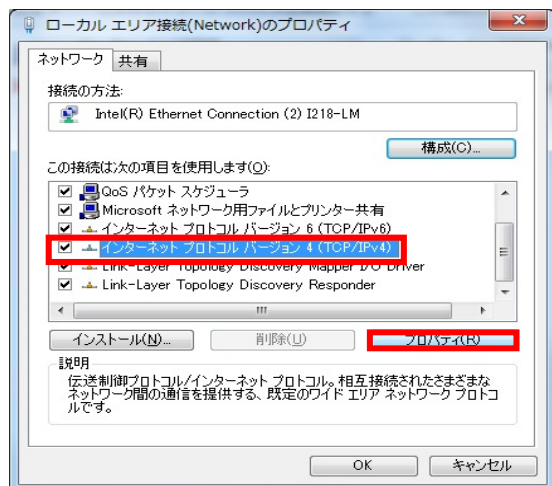 ローカル エリア接続(Network)のプロパティ
ネットワーク 共有
接続の方法:
Intel(R) Ethernet Connection (2) I218-LM
構成(C)...
この接続は次の項目を使用します(O):
QoS パケット スケジューラ
Microsoft ネットワーク用ファイルとプリンター共有
インターネット プロトコル バージョン 6 (TCP/IPv6)
インターネット プロトコル バージョン 4 (TCP/IPv4)
Link-Layer Topology Discovery Mapper I/O Driver
Link-Layer Topology Discovery Responder
インストール(N)... 削除(U) プロパティ(R)
説明
伝送制御プロトコル/インターネット プロトコル。相互接続されたさまざまな
ネットワーク間の通信を提供する、既定のワイド エリア ネットワーク プロトコ
ルです。
OK キャンセル